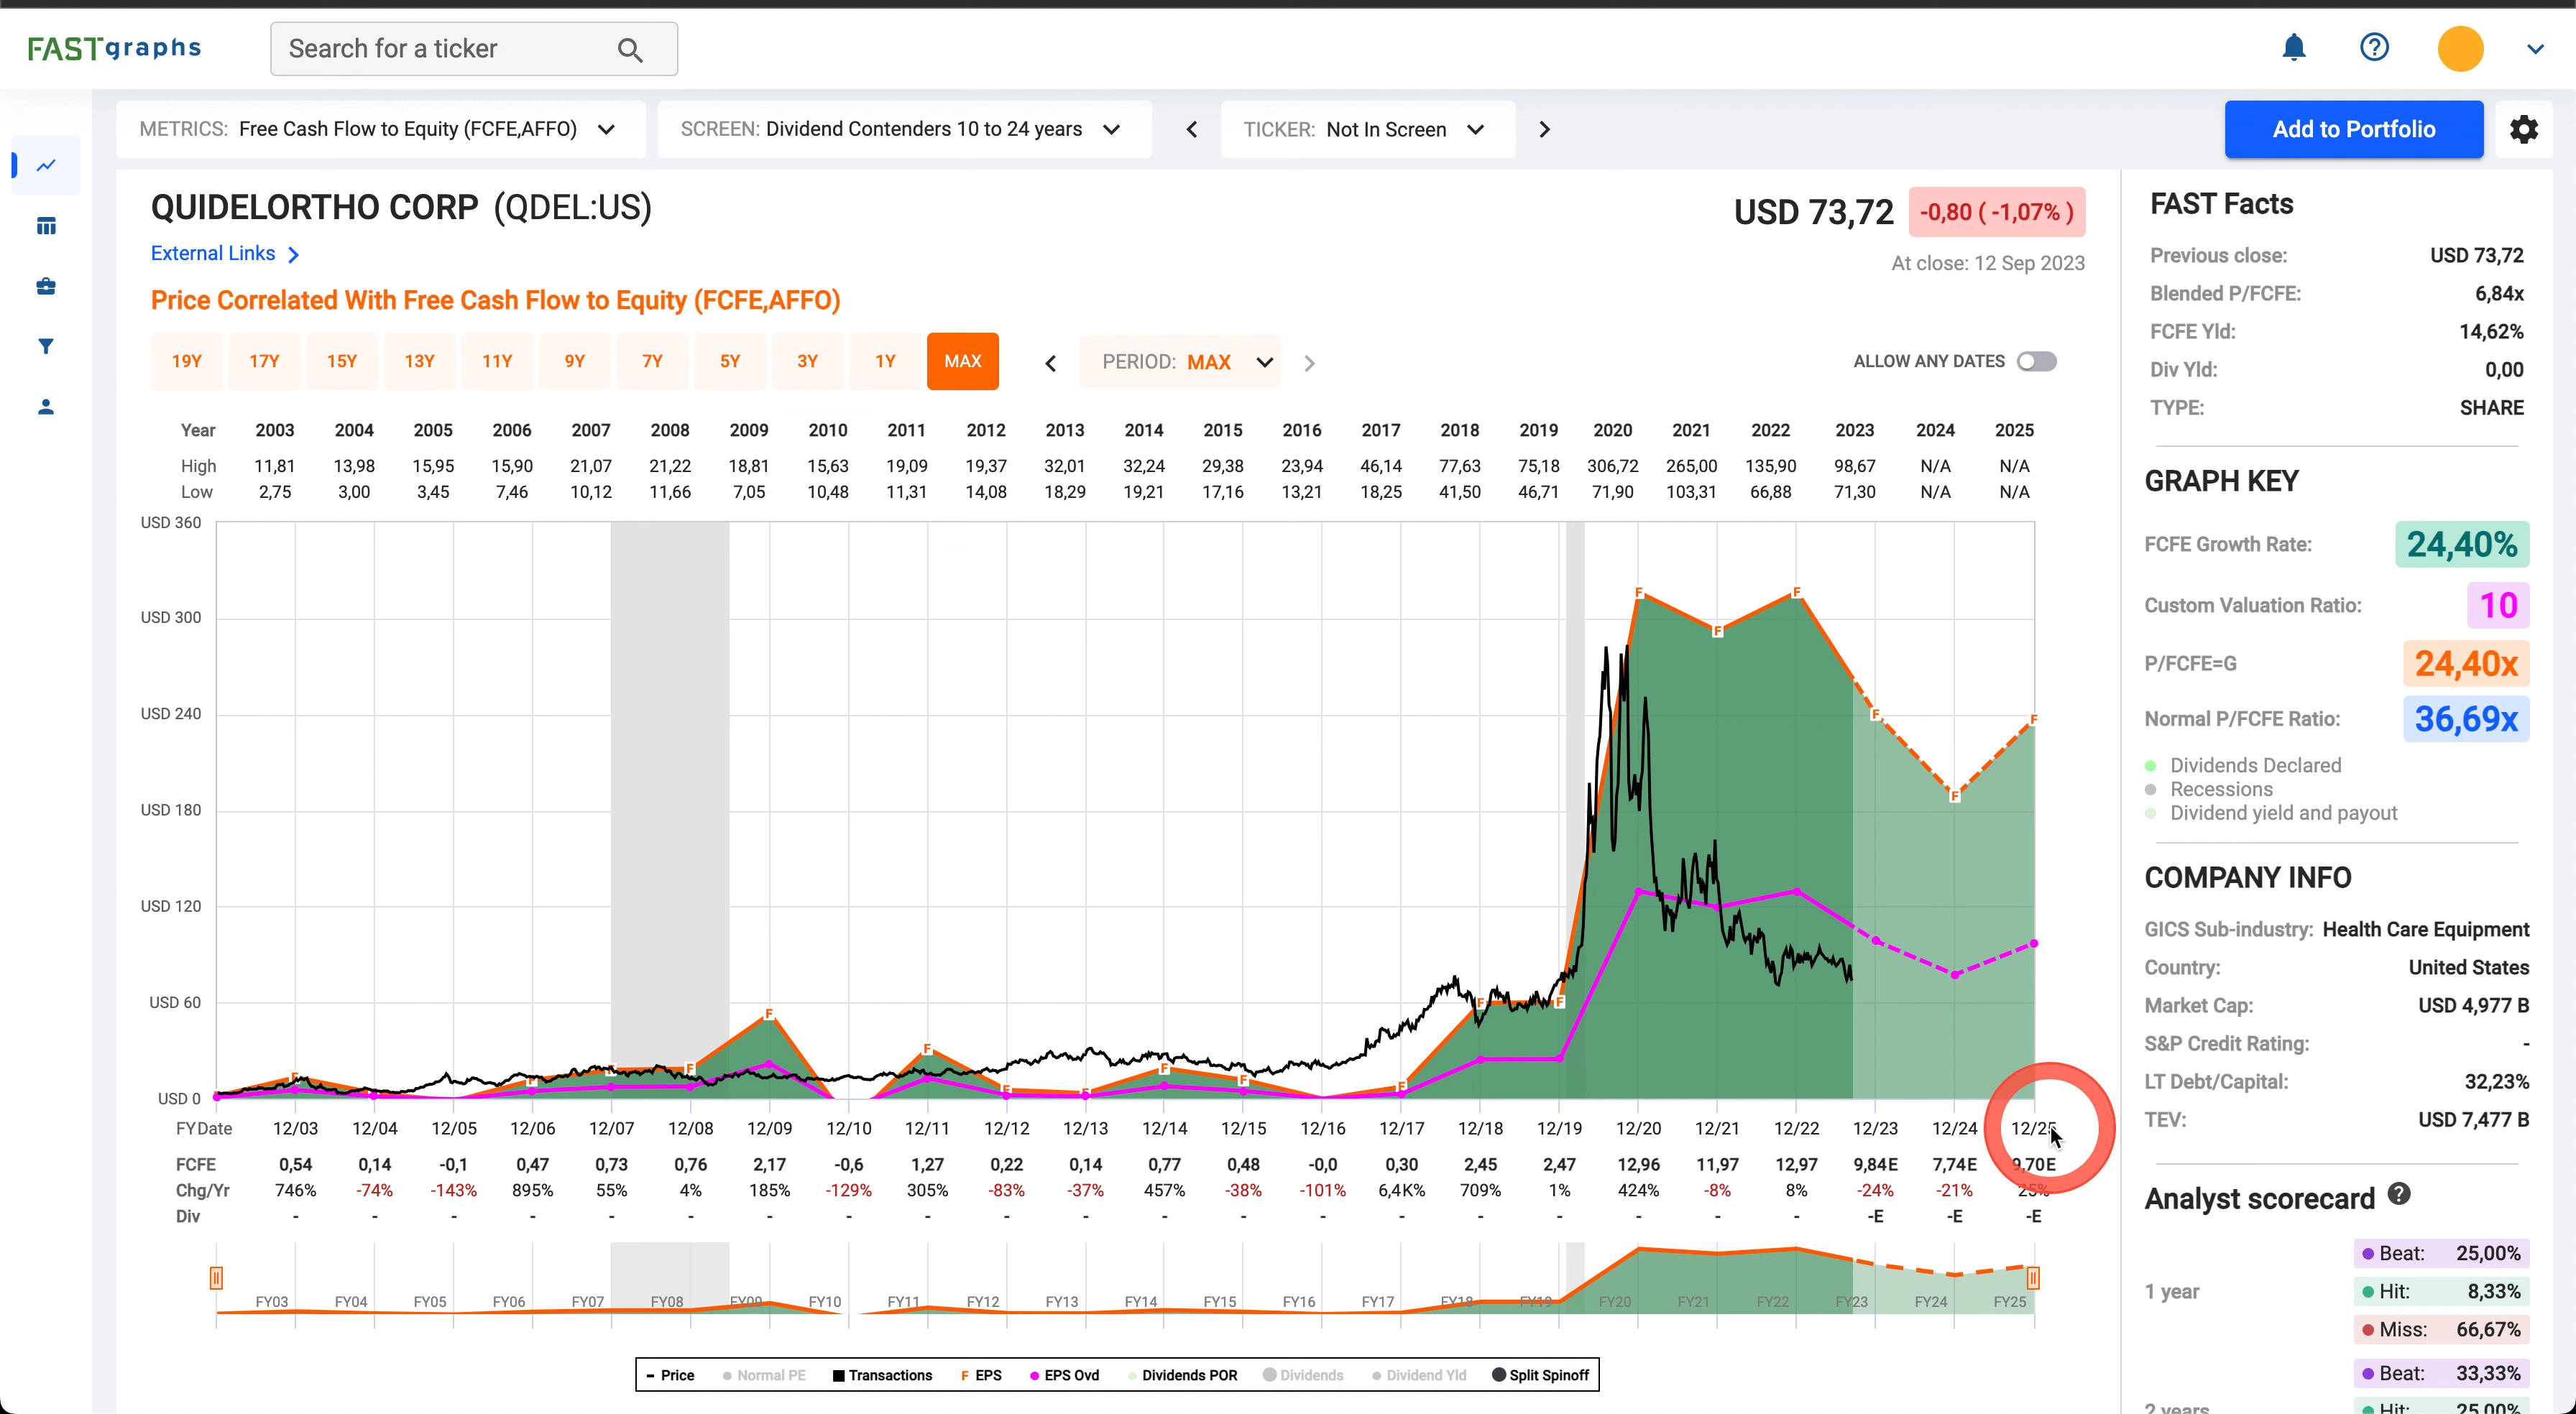 FASTgraphs
Search for a ticker
METRICS: Free Cash Flow to Equity (FCFE,AFFO)
SCREEN: Dividend Contenders 10 to 24 years
TICKER: Not In Screen
Add to Portfolio
QUIDELORTHO CORP (QDEL:US)
USD 73,72
-0,80 ( -1,07% )
External Links
At close: 12 Sep 2023
Price Correlated With Free Cash Flow to Equity (FCFE,AFFO)
19Y 17Y 15Y 13Y 11Y 9Y 7Y 5Y 3Y 1Y MAX
PERIOD: MAX
ALLOW ANY DATES
Year 2003 2004 2005 2006 2007 2008 2009 2010 2011 2012 2013 2014 2015 2016 2017 2018 2019 2020 2021 2022 2023 2024 2025
High 11,81 13,98 15,95 15,90 21,07 21,22 18,81 15,63 19,09 19,37 32,01 32,24 29,38 23,94 46,14 77,63 75,18 306,72 265,00 135,90 98,67 N/A N/A
Low 2,75 3,00 3,45 7,46 10,12 11,66 7,05 10,48 11,31 14,08 18,29 19,21 17,16 13,21 18,25 41,50 46,71 71,90 103,31 66,88 71,30 N/A N/A
USD 360
USD 300
USD 240
USD 180
USD 120
USD 60
USD 0
FYDate 12/03 12/04 12/05 12/06 12/07 12/08 12/09 12/10 12/11 12/12 12/13 12/14 12/15 12/16 12/17 12/18 12/19 12/20 12/21 12/22 12/23 12/24 12/25
FCFE 0,54 0,14 -0,1 0,47 0,73 0,76 2,17 -0,6 1,27 0,22 0,14 0,77 0,48 -0,0 0,30 2,45 2,47 12,96 11,97 12,97 9,84E 7,74E 9,70E
Chg/Yr 746% -74% -143% 895% 55% 4% 185% -129% 305% -83% -37% 457% -38% -101% 6,4K% 709% 1% 424% -8% 8% -24% -21% 25%
Div - - - - - - - - - - - - - - - - - - - - -E -E -E
FY03 FY04 FY05 FY06 FY07 FY08 FY09 FY10 FY11 FY12 FY13 FY14 FY15 FY16 FY17 FY18 FY19 FY20 FY21 FY22 FY23 FY24 FY25
Price Normal PE Transactions F EPS EPS Ovd Dividends POR Dividends Dividend Yld Split Spinoff
FAST Facts
Previous close: USD 73,72
Blended P/FCFE: 6,84x
FCFE Yld: 14,62%
Div Yld: 0,00
TYPE: SHARE
GRAPH KEY
FCFE Growth Rate: 24,40%
Custom Valuation Ratio: 10
P/FCFE=G 24,40x
Normal P/FCFE Ratio: 36,69x
Dividends Declared
Recessions
Dividend yield and payout
COMPANY INFO
GICS Sub-industry: Health Care Equipment
Country: United States
Market Cap: USD 4,977 B
S&P Credit Rating: -
LT Debt/Capital: 32,23%
TEV: USD 7,477 B
Analyst scorecard
1 year
Beat: 25,00%
Hit: 8,33%
Miss: 66,67%
2 years
Beat: 33,33%
Hit: 25,00%